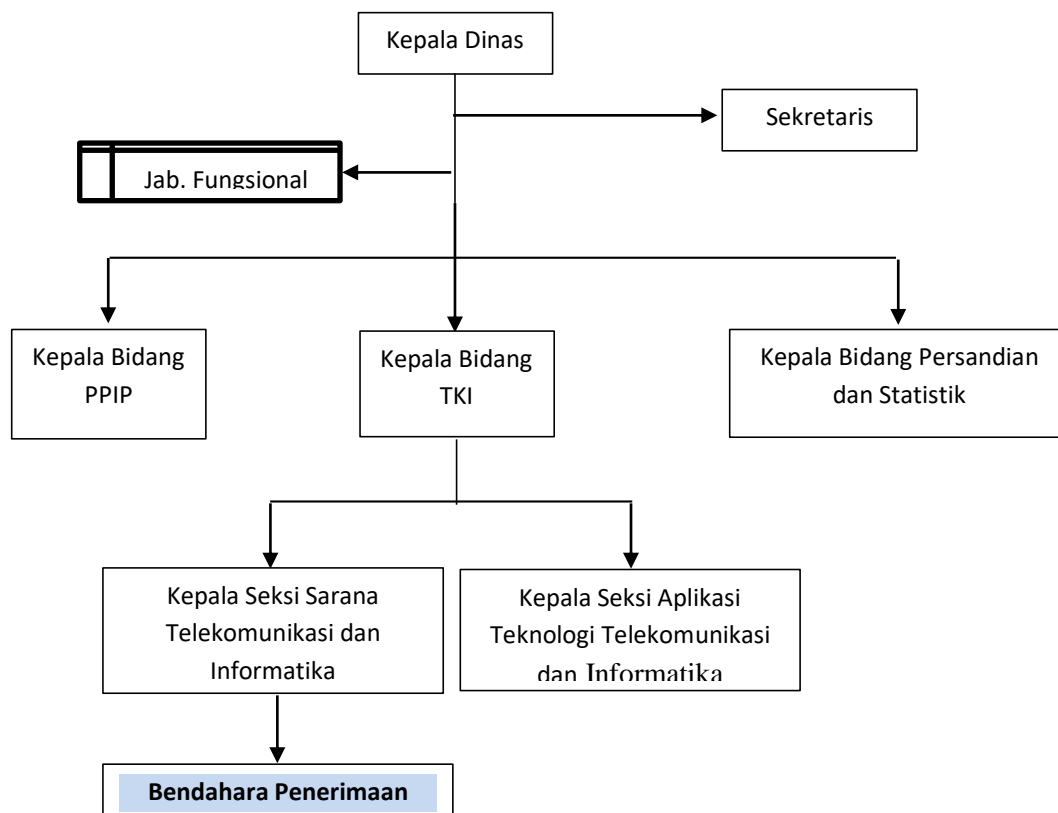 Kepala Dinas
Sekretaris
Jab. Fungsional
Kepala Bidang
PPIP
Kepala Bidang
TKI
Kepala Bidang Persandian
dan Statistik
Kepala Seksi Sarana
Telekomunikasi dan
Informatika
Kepala Seksi Aplikasi
Teknologi Telekomunikasi
dan Informatika
Bendahara Penerimaan